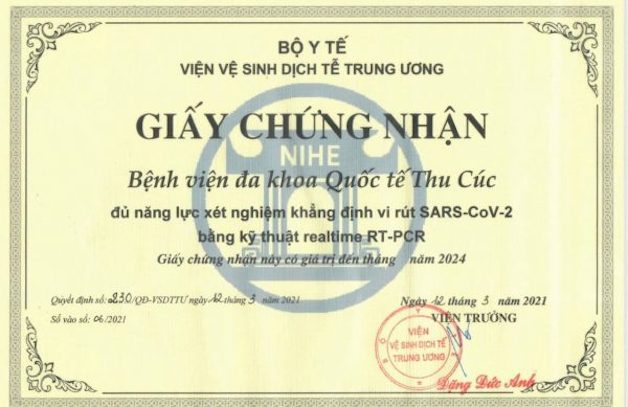 BỘ Y TẾ
VIỆN VỆ SINH DỊCH TỄ TRUNG ƯƠNG
GIẤY CHỨNG NHẬN
NIHE
Bệnh viện đa khoa Quốc tế Thu Cúc
đủ năng lực xét nghiệm khẳng định vi rút SARS-CoV-2
bằng kỹ thuật realtime RT-PCR
Giấy chứng nhận này có giá trị đến tháng năm 2024
Quyết định số: 230/QĐ-VSDTTƯ ngày 12 tháng 3 năm 2021
Số vào sổ: 06/2021
Ngày 12 tháng 3 năm 2021
VIỆN TRƯỞNG
VIỆN
VỆ SINH DỊCH TỄ
TRUNG ƯƠNG
Đặng Đức Anh